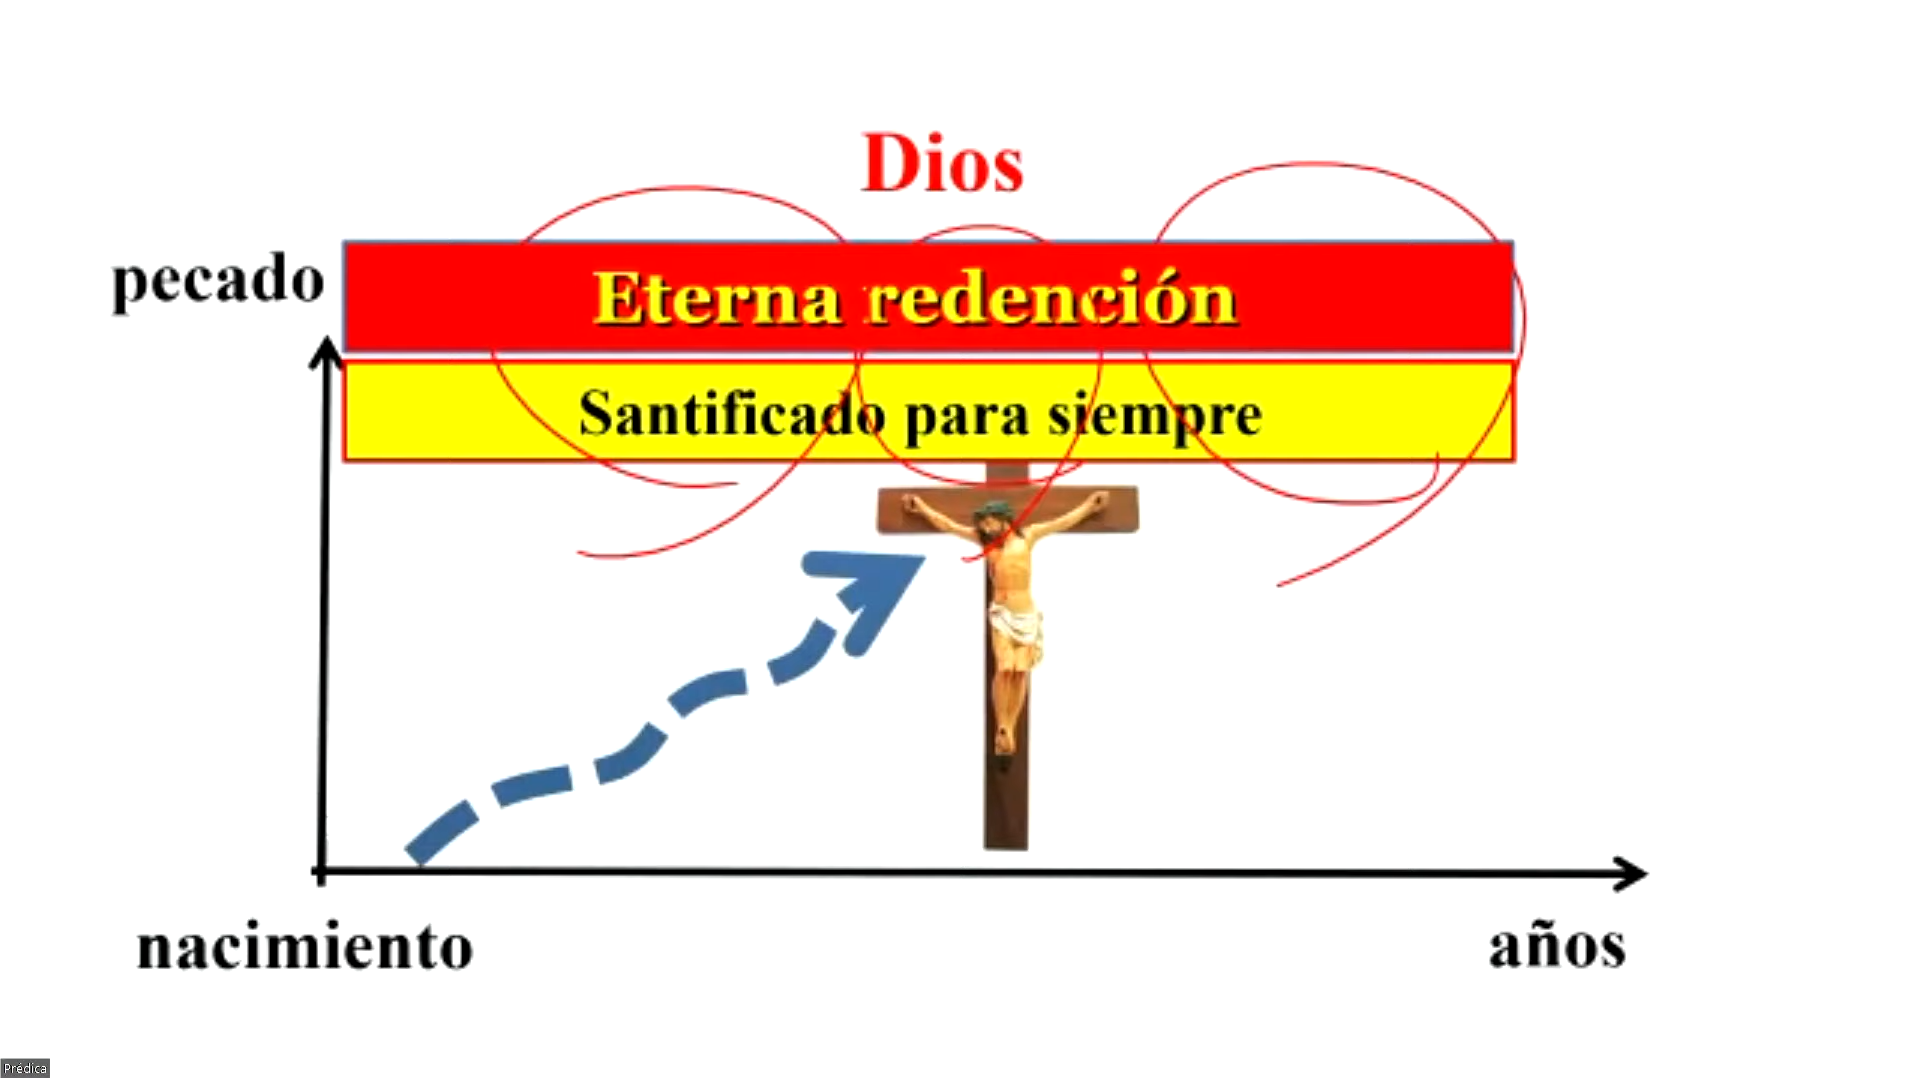 Dios
pecado
Eterna redención
Santificado para siempre
nacimiento
años
Prédica